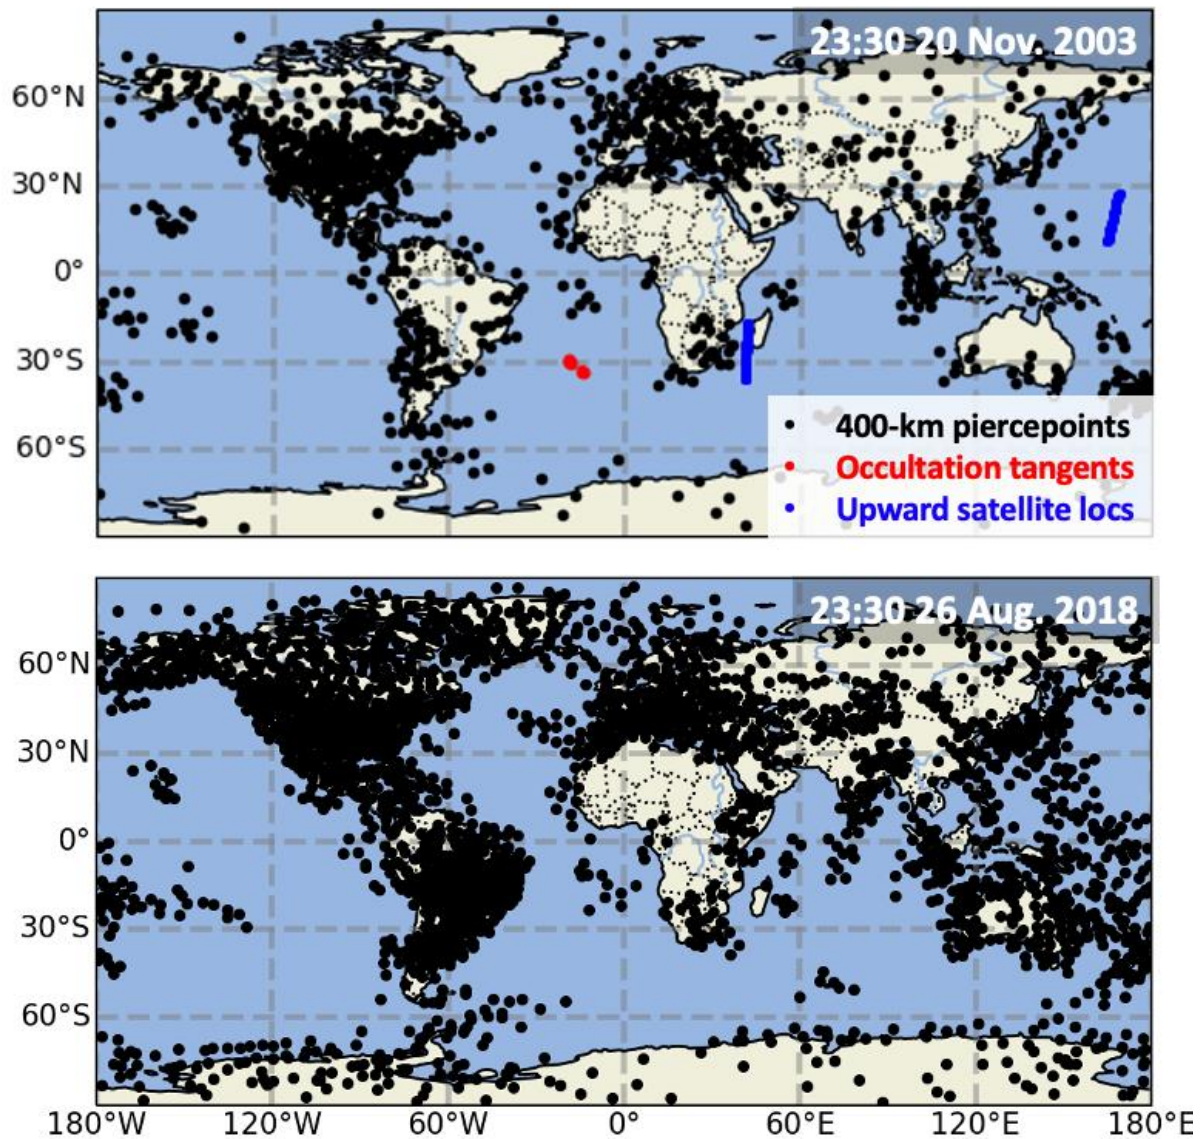 23:30 20 Nov. 2003
60°N
30°N
0°
30°S
60°S
400-km piercepoints
Occultation tangents
Upward satellite locs
23:30 26 Aug. 2018
60°N
30°N
0°
30°S
60°S
180°W 120°W 60°W 0° 60°E 120°E 180°E